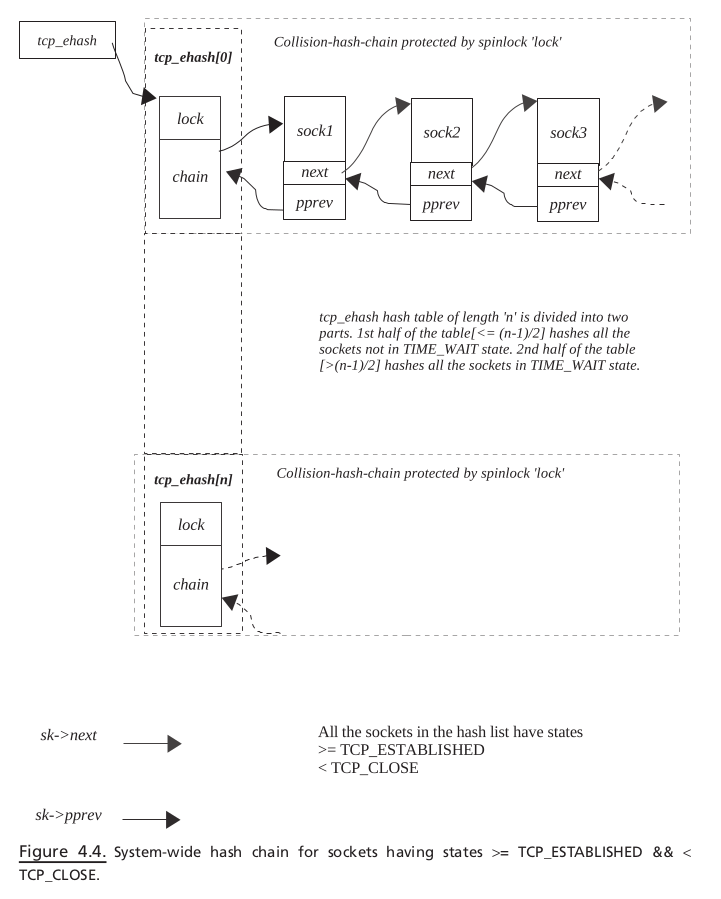 tcp_ehash
Collision-hash-chain protected by spinlock 'lock'
tcp_ehash[0]
lock
chain
sock1
next
pprev
sock2
next
pprev
sock3
next
pprev
tcp_ehash hash table of length 'n' is divided into two
parts. 1st half of the table[<= (n-1)/2] hashes all the
sockets not in TIME_WAIT state. 2nd half of the table
[>(n-1)/2] hashes all the sockets in TIME_WAIT state.
Collision-hash-chain protected by spinlock 'lock'
tcp_ehash[n]
lock
chain
sk->next
All the sockets in the hash list have states
>= TCP_ESTABLISHED
< TCP_CLOSE
sk->pprev
Figure 4.4. System-wide hash chain for sockets having states >= TCP_ESTABLISHED && <
TCP_CLOSE.